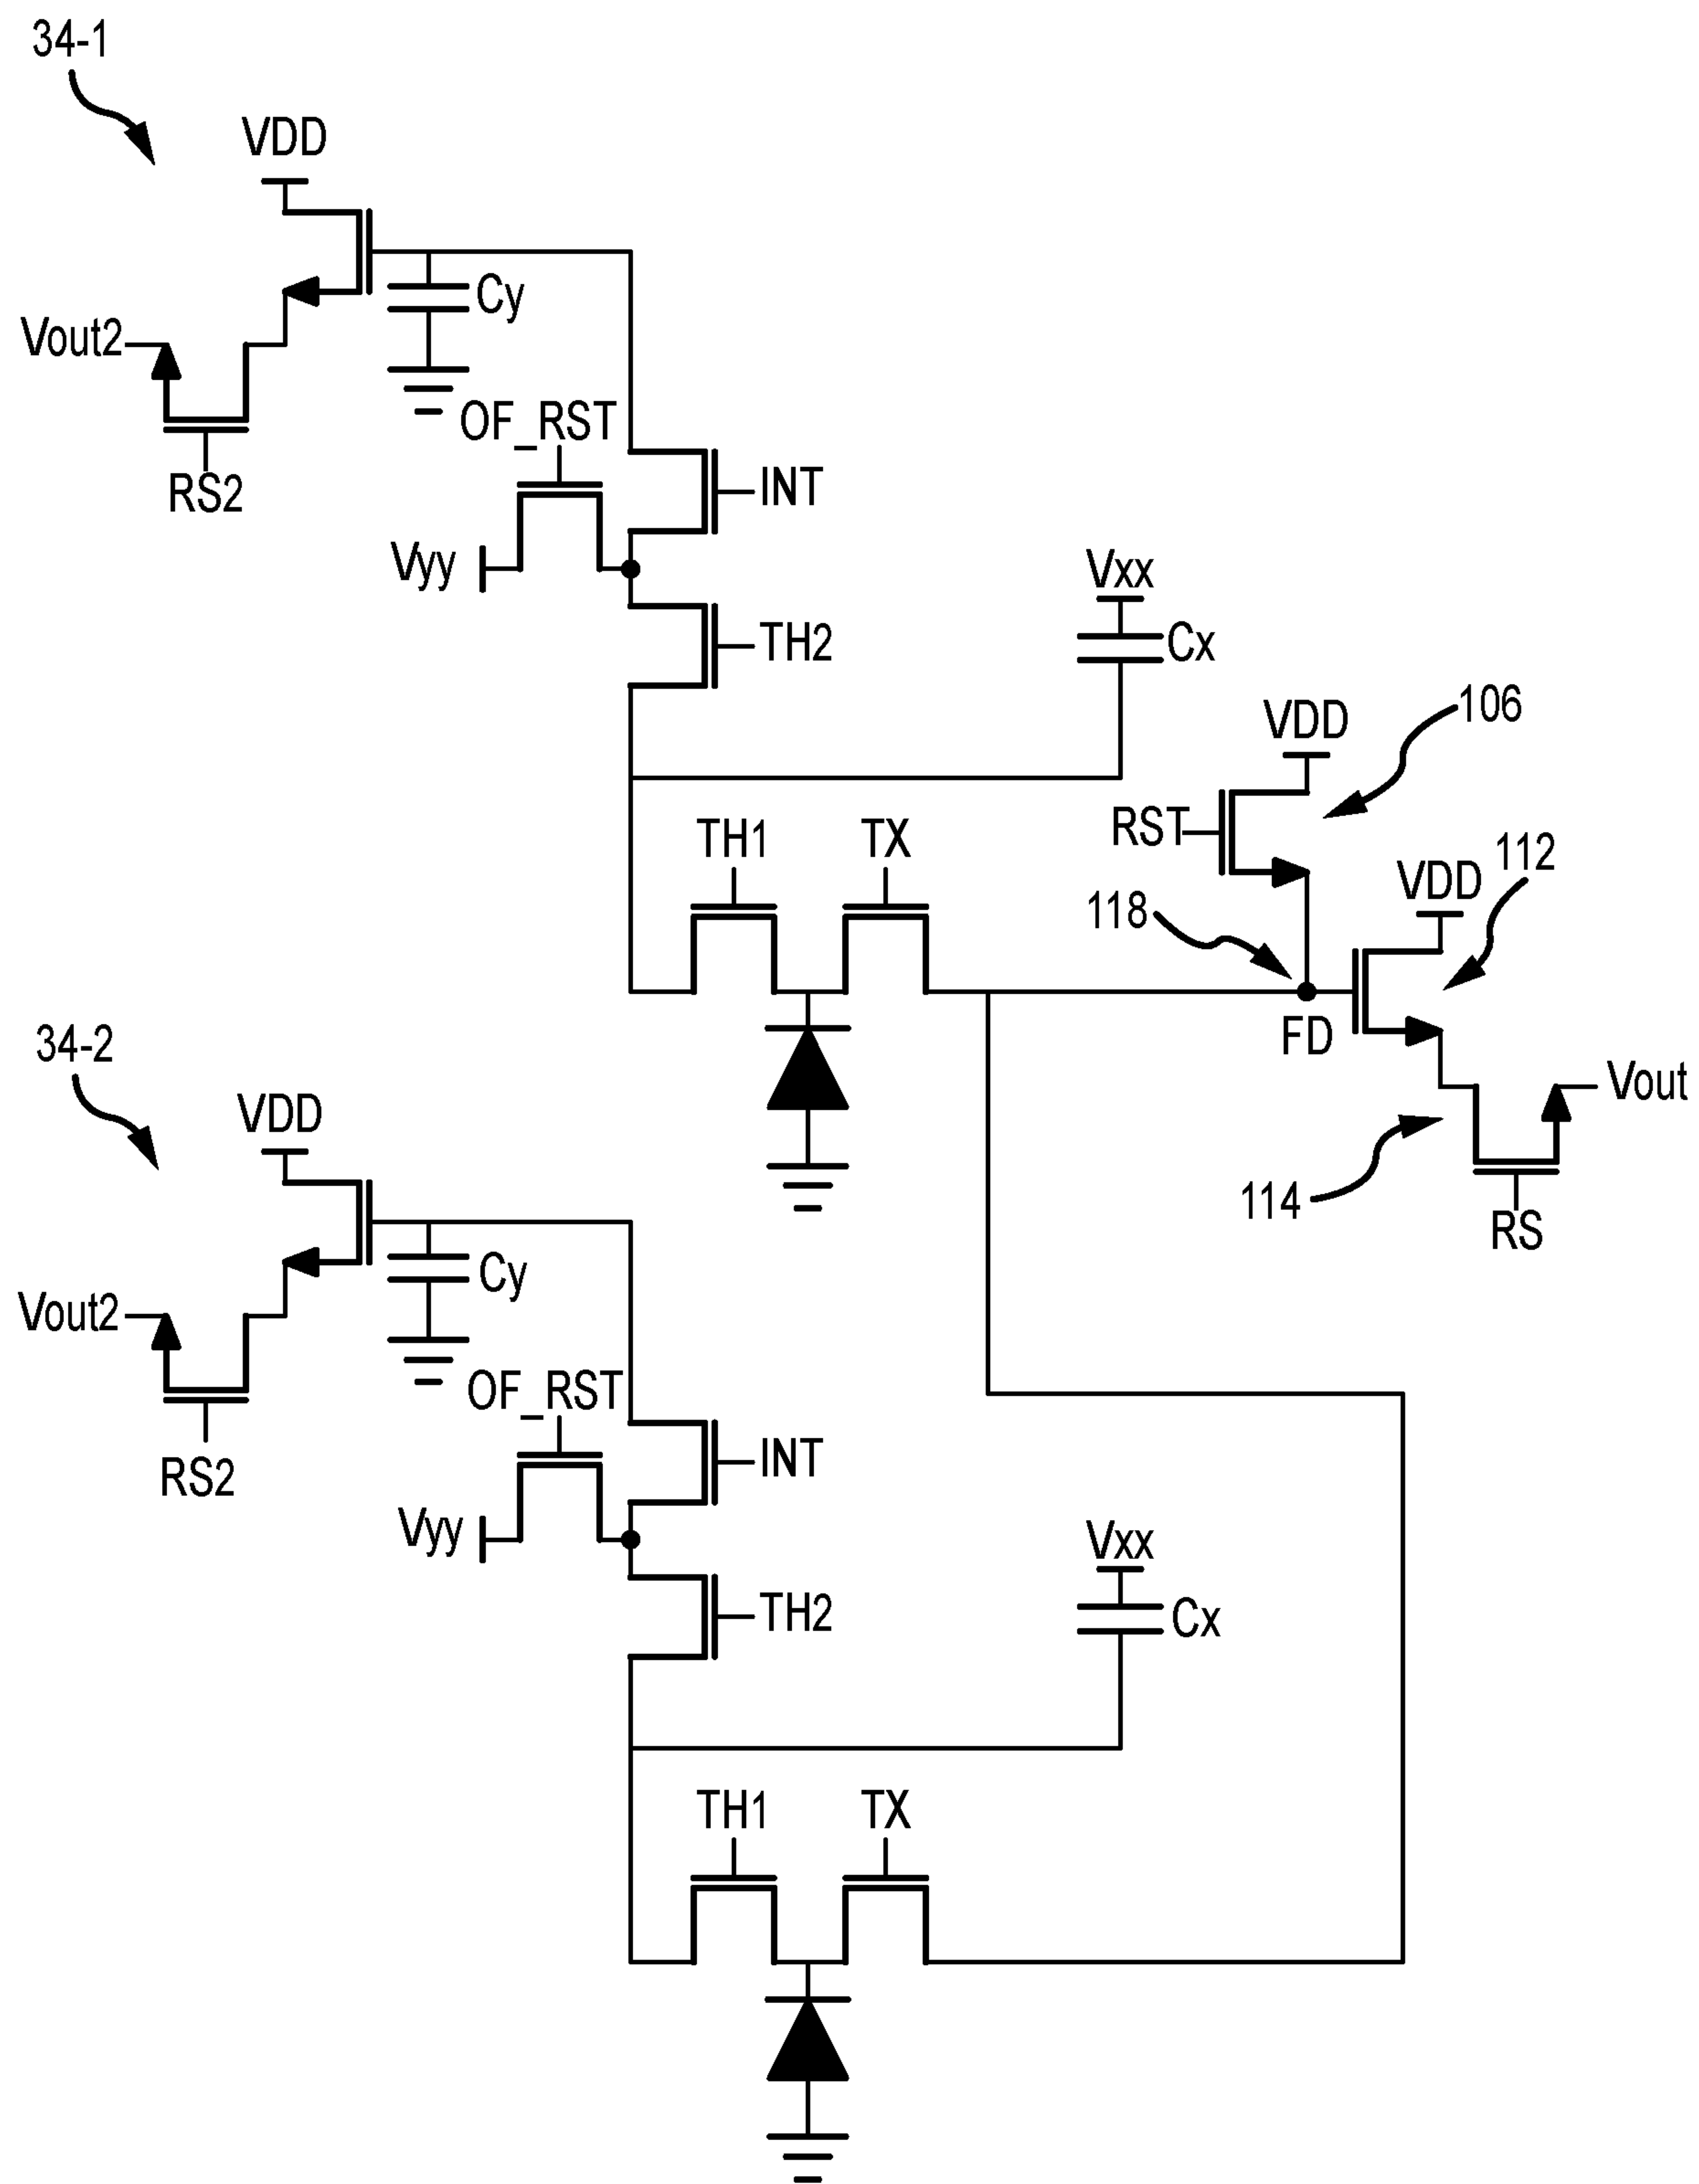 34-1
VDD
Cy
Vout2
OF_RST
RS2
INT
Vyy
Vxx
TH2
Cx
106
VDD
RST
TH1
TX
112
VDD
118
FD
34-2
Vout
VDD
114
RS
Cy
Vout2
OF_RST
RS2
INT
Vyy
Vxx
TH2
Cx
TH1
TX